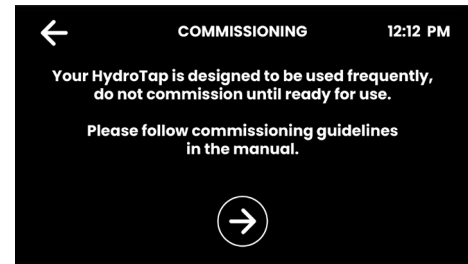 COMMISSIONING 12:12 PM
Your HydroTap is designed to be used frequently,
do not commission until ready for use.
Please follow commissioning guidelines
in the manual.